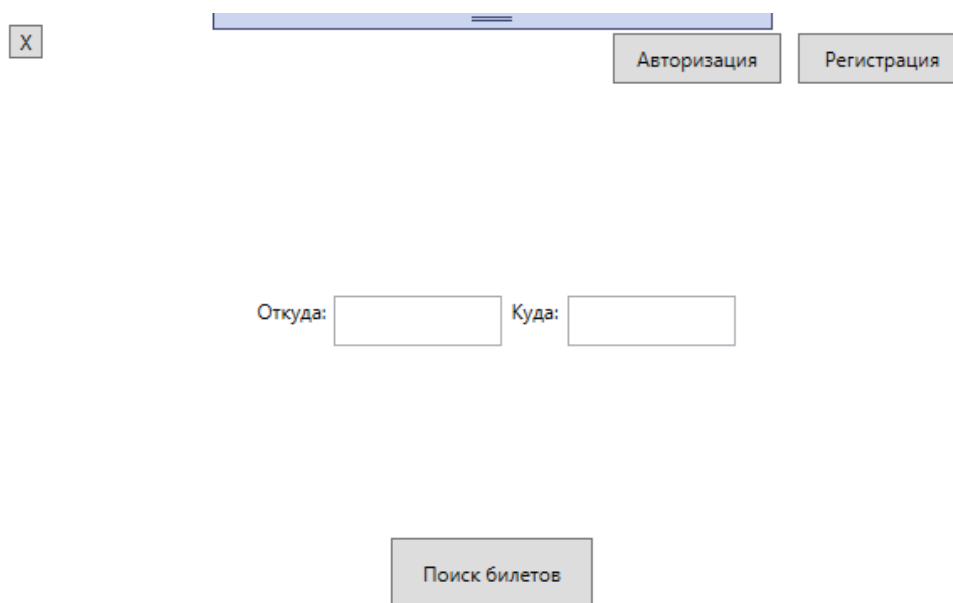 X
Авторизация
Регистрация
Откуда:
Куда:
Поиск билетов